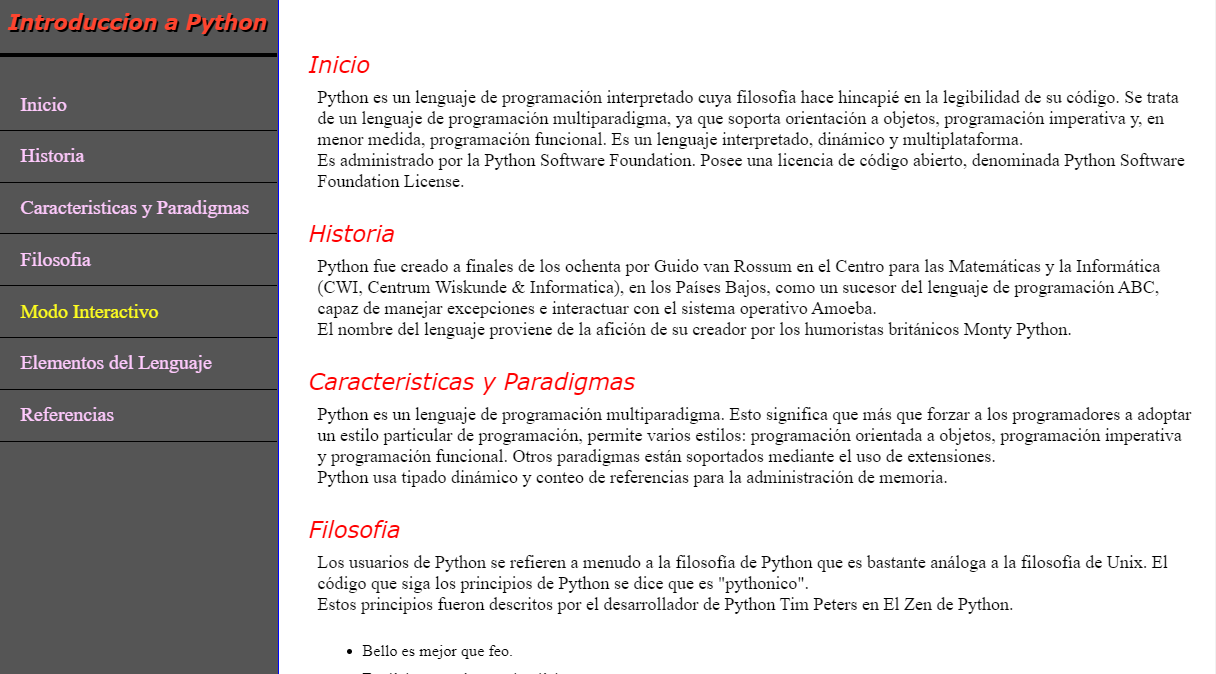 Introduccion a Python
Inicio
Historia
Caracteristicas y Paradigmas
Filosofia
Modo Interactivo
Elementos del Lenguaje
Referencias
Inicio
Python es un lenguaje de programación interpretado cuya filosofía hace hincapié en la legibilidad de su código. Se trata
de un lenguaje de programación multiparadigma, ya que soporta orientación a objetos, programación imperativa y, en
menor medida, programación funcional. Es un lenguaje interpretado, dinámico y multiplataforma.
Es administrado por la Python Software Foundation. Posee una licencia de código abierto, denominada Python Software
Foundation License.
Historia
Python fue creado a finales de los ochenta por Guido van Rossum en el Centro para las Matemáticas y la Informática
(CWI, Centrum Wiskunde & Informatica), en los Países Bajos, como un sucesor del lenguaje de programación ABC,
capaz de manejar excepciones e interactuar con el sistema operativo Amoeba.
El nombre del lenguaje proviene de la afición de su creador por los humoristas británicos Monty Python.
Caracteristicas y Paradigmas
Python es un lenguaje de programación multiparadigma. Esto significa que más que forzar a los programadores a adoptar
un estilo particular de programación, permite varios estilos: programación orientada a objetos, programación imperativa
y programación funcional. Otros paradigmas están soportados mediante el uso de extensiones.
Python usa tipado dinámico y conteo de referencias para la administración de memoria.
Filosofia
Los usuarios de Python se refieren a menudo a la filosofía de Python que es bastante análoga a la filosofía de Unix. El
código que siga los principios de Python se dice que es "pythonico".
Estos principios fueron descritos por el desarrollador de Python Tim Peters en El Zen de Python.
• Bello es mejor que feo.